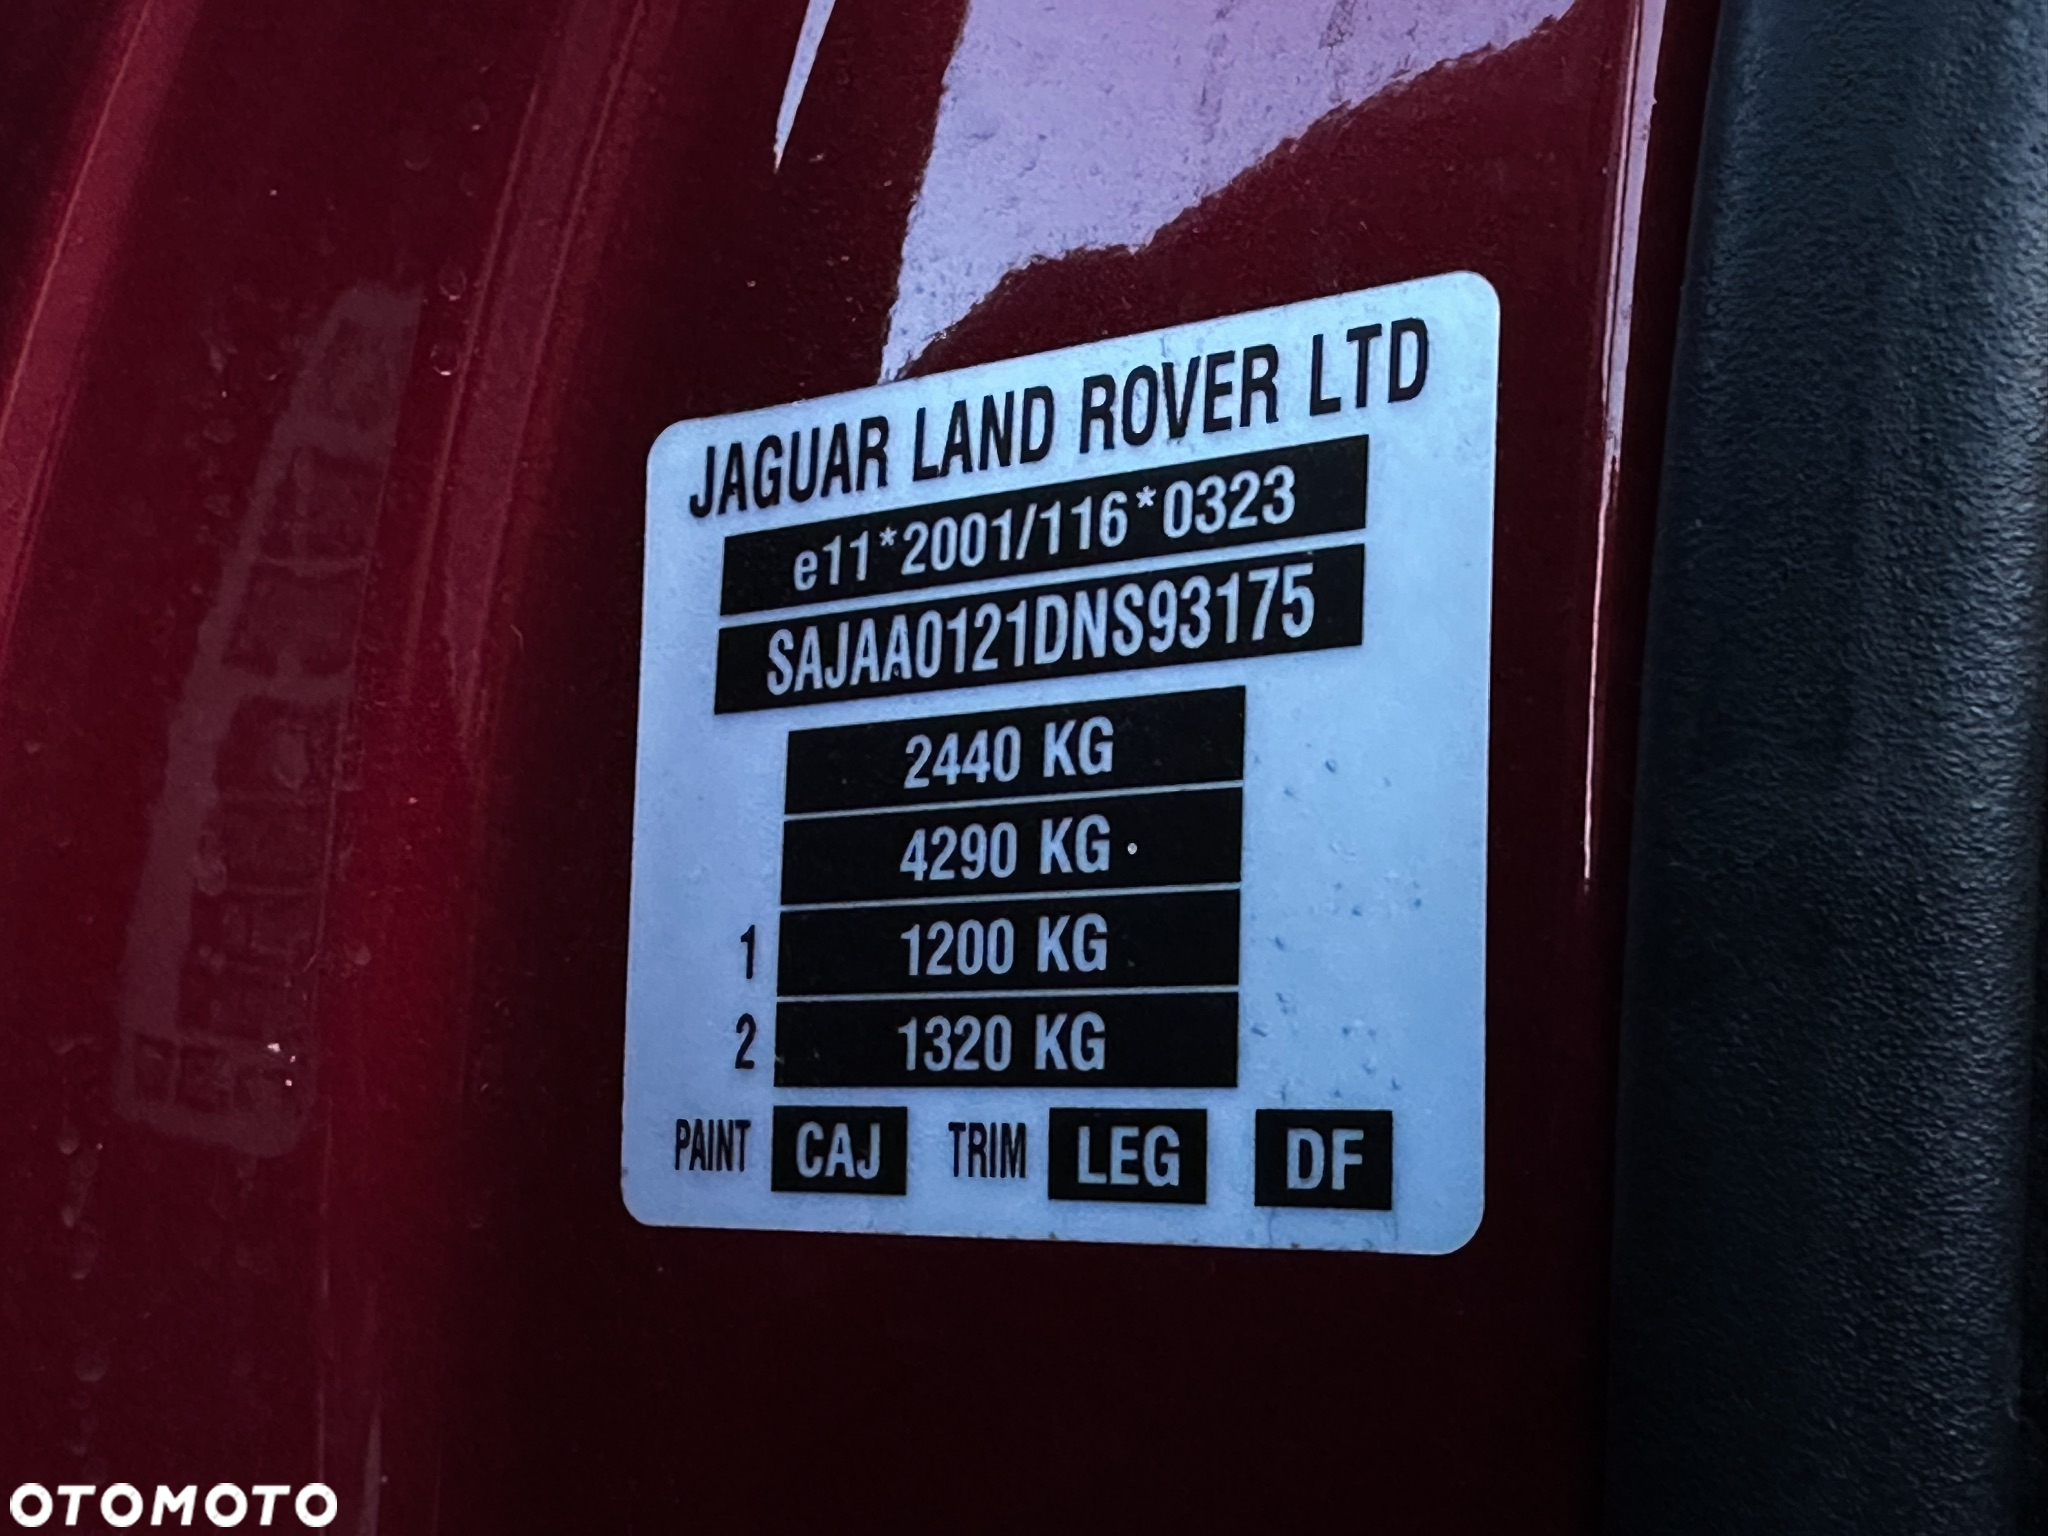 JAGUAR LAND ROVER LTD
e11*2001/116*0323
SAJAA0121DNS93175
2440 KG
4290 KG
1 1200 KG
2 1320 KG
PAINT CAJ TRIM LEG DF
OTOMOTO